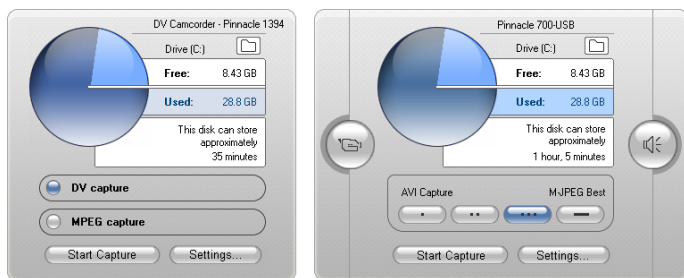 DV Camcorder - Pinnacle 1394
Drive (C:)
Free: 8.43 GB
Used: 28.8 GB
This disk can store
approximately
35 minutes
DV capture
MPEG capture
Start Capture Settings...
Pinnacle 700-USB
Drive (C:)
Free: 8.43 GB
Used: 28.8 GB
This disk can store
approximately
1 hour, 5 minutes
AVI Capture M-JPEG Best
Start Capture Settings...